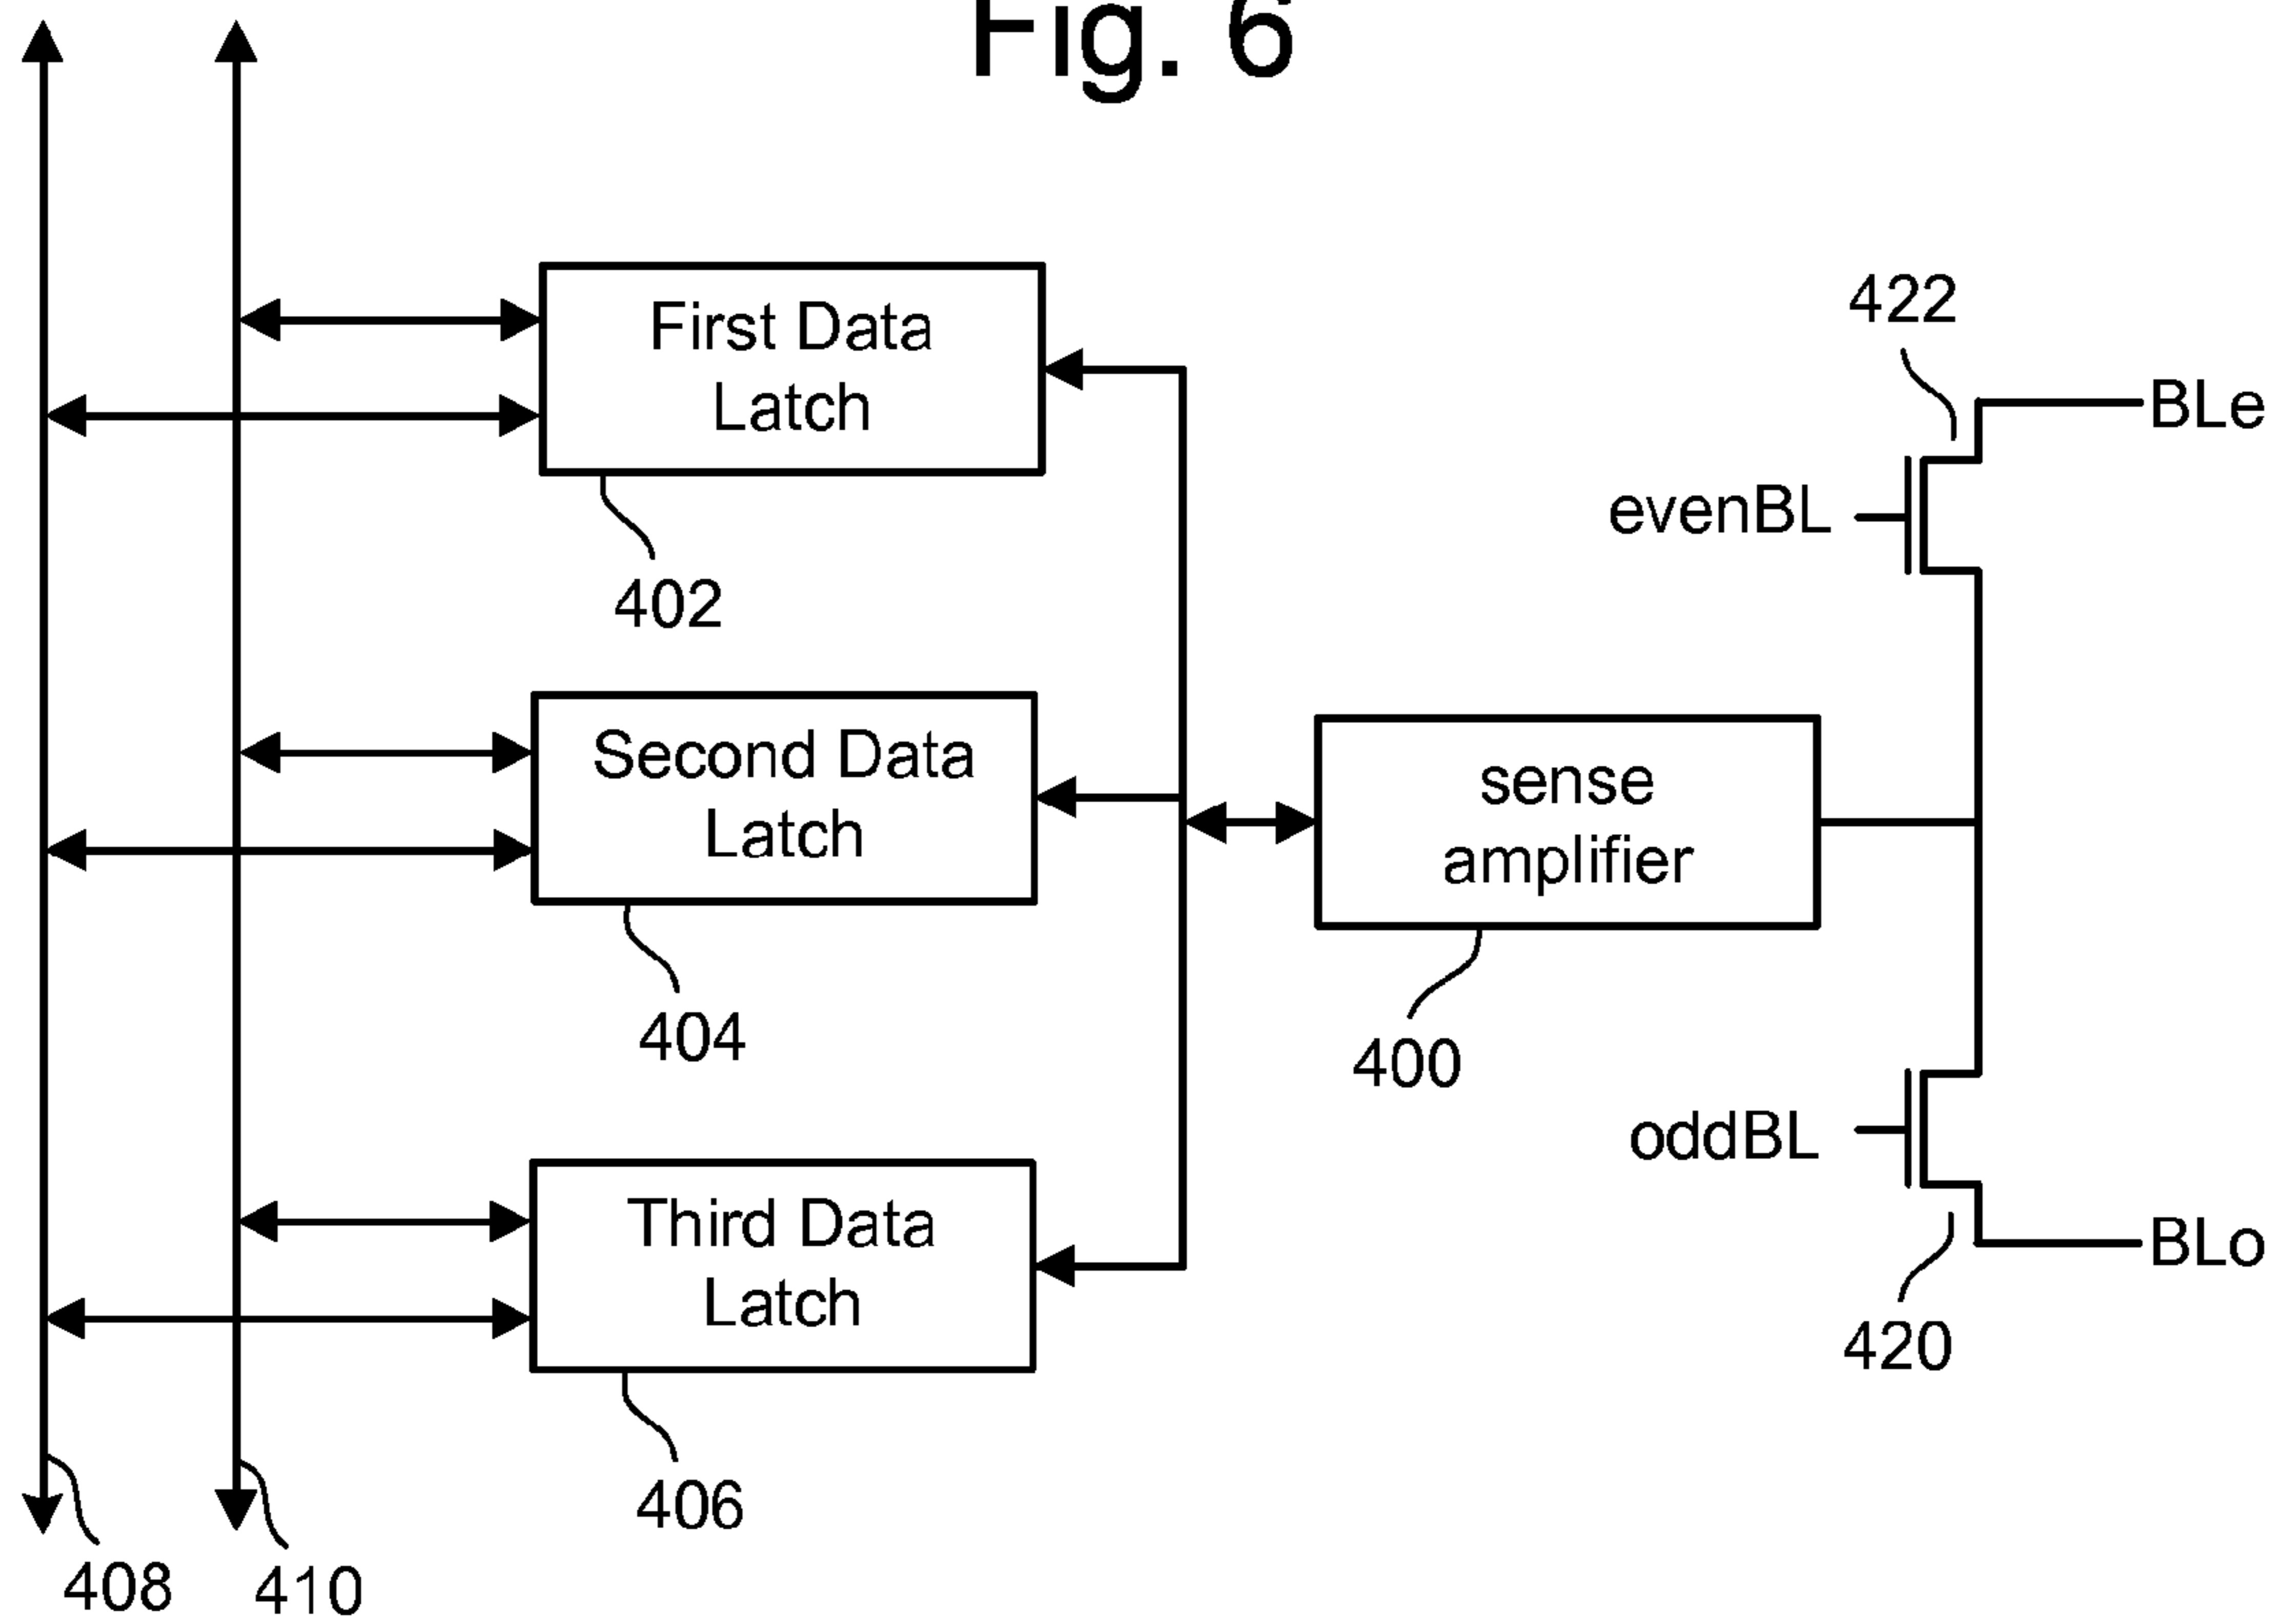 Fig. 6
First Data
Latch
402
422
BLe
evenBL
Second Data
Latch
404
sense
amplifier
400
oddBL
BLo
420
Third Data
Latch
406
408
410